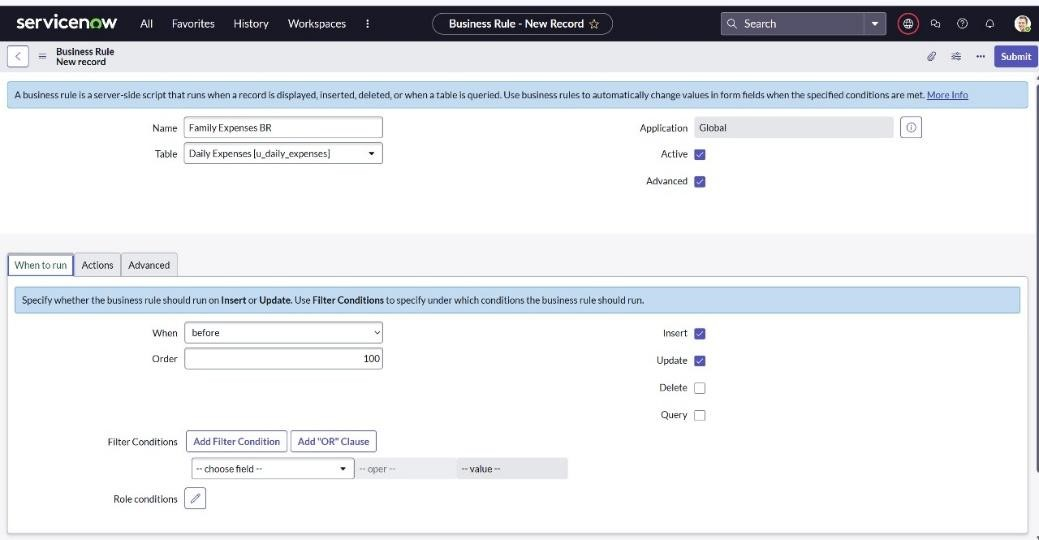 servicenow All Favorites History Workspaces Business Rule - New Record Search
Business Rule
New record
Submit
A business rule is a server-side script that runs when a record is displayed, inserted, deleted, or when a table is queried. Use business rules to automatically change values in form fields when the specified conditions are met. More Info
Name Family Expenses BR Application Global
Table Daily Expenses [u_daily_expenses] Active
Advanced
When to run Actions Advanced
Specify whether the business rule should run on Insert or Update. Use Filter Conditions to specify under which conditions the business rule should run.
When before Insert
Order 100 Update
Delete
Query
Filter Conditions Add Filter Condition Add "OR" Clause
-- choose field -- -- oper -- -- value --
Role conditions